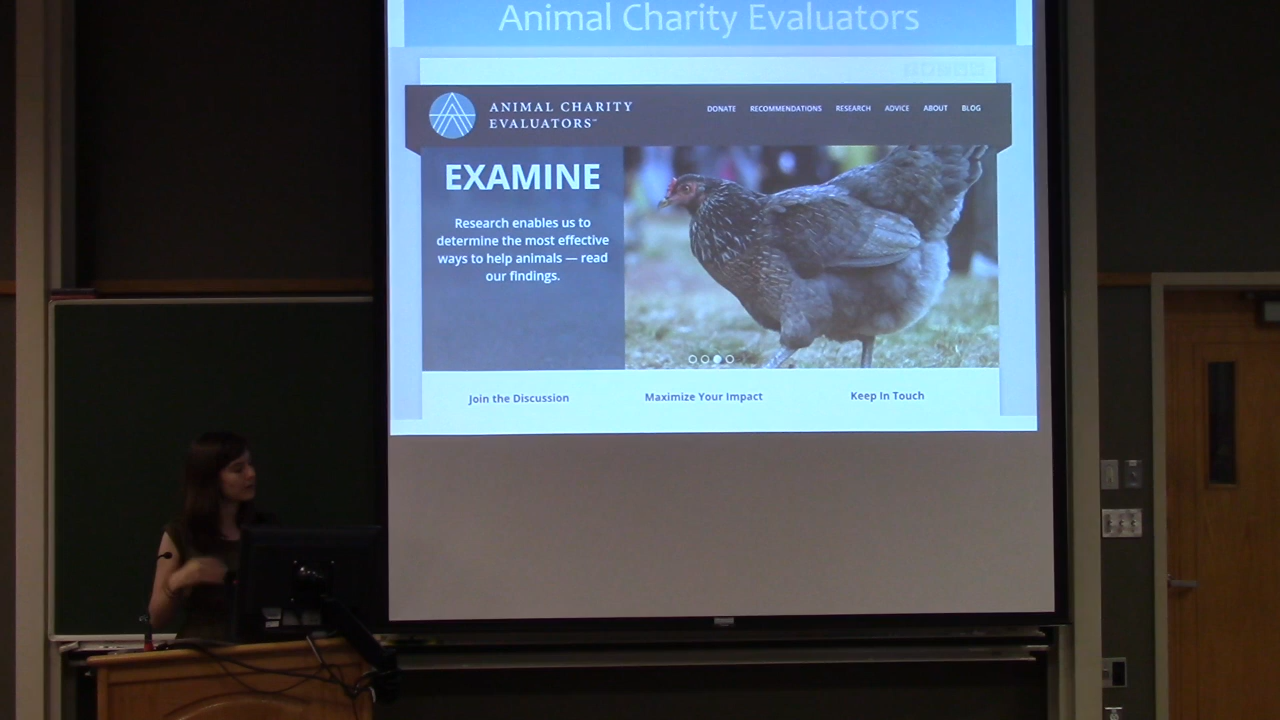 Animal Charity Evaluators
ANIMAL CHARITY
EVALUATORS™
DONATE RECOMMENDATIONS RESEARCH ADVICE ABOUT BLOG
EXAMINE
Research enables us to
determine the most effective
ways to help animals — read
our findings.
Join the Discussion Maximize Your Impact Keep In Touch